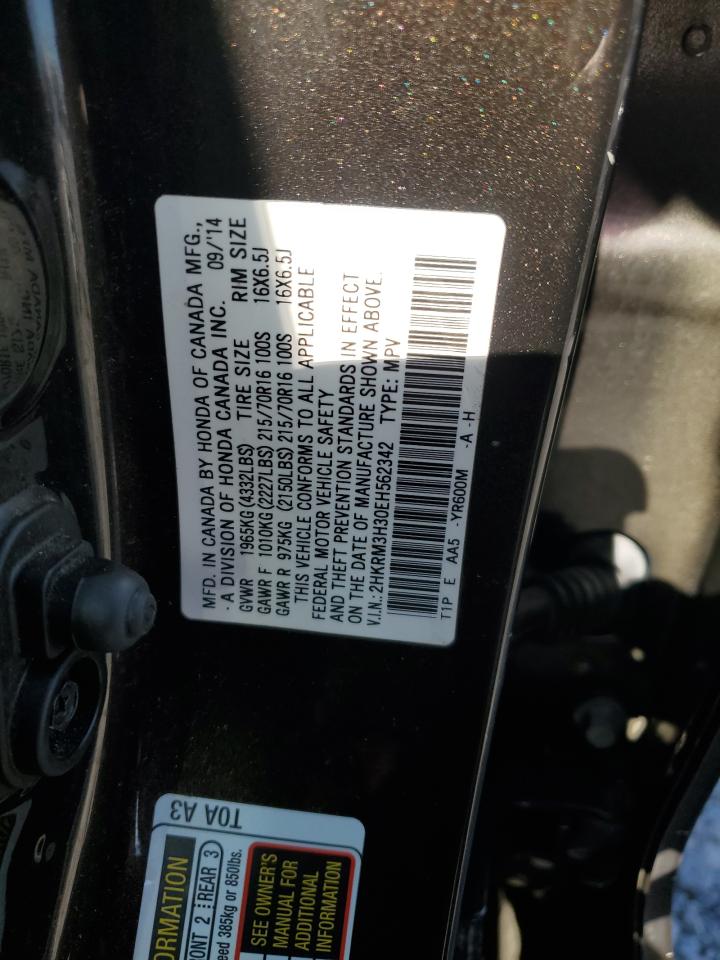 MFD. IN CANADA BY HONDA OF CANADA MFG.,
· A DIVISION OF HONDA CANADA INC. 09/'14
GVWR 1965KG (4332LBS) TIRE SIZE RIM SIZE
GAWR F 1010KG (2227LBS) 215/70R16 100S 16X6.5J
GAWR R 975KG (2150LBS) 215/70R16 100S 16X6.5J
THIS VEHICLE CONFORMS TO ALL APPLICABLE
FEDERAL MOTOR VEHICLE SAFETY
AND THEFT PREVENTION STANDARDS IN EFFECT
ON THE DATE OF MANUFACTURE SHOWN ABOVE.
V.I.N.: 2HKRM3H30EH562342 TYPE: MPV
T1P E AA5 -YR600M -A -H
T0A A3
FRONT 2 REAR 3
385kg or 850lbs.
SEE OWNER'S
MANUAL FOR
ADDITIONAL
INFORMATION